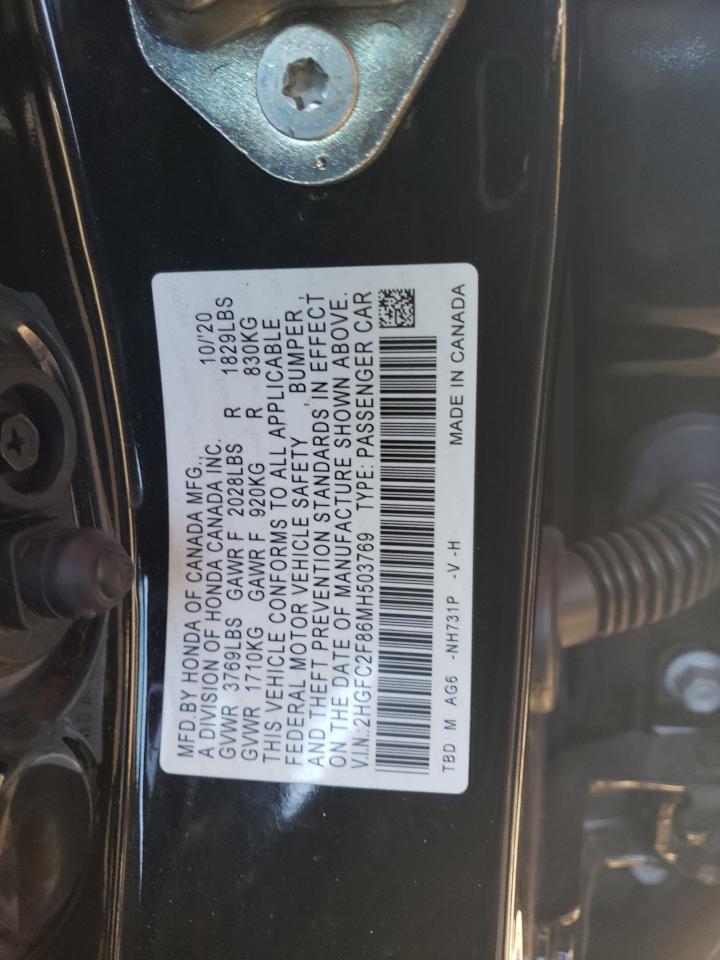 MFD.BY HONDA OF CANADA MFG., 10/'20
A DIVISION OF HONDA CANADA INC.
GVWR 3769LBS GAWR F 2028LBS R 1829LBS
GVWR 1710KG GAWR F 920KG R 830KG
THIS VEHICLE CONFORMS TO ALL APPLICABLE
FEDERAL MOTOR VEHICLE SAFETY , BUMPER,
AND THEFT PREVENTION STANDARDS IN EFFECT
ON THE DATE OF MANUFACTURE SHOWN ABOVE.
V.I.N.:2HGFC2F86MH503769 TYPE: PASSENGER CAR
TBD M AG6 -NH731P -V -H MADE IN CANADA